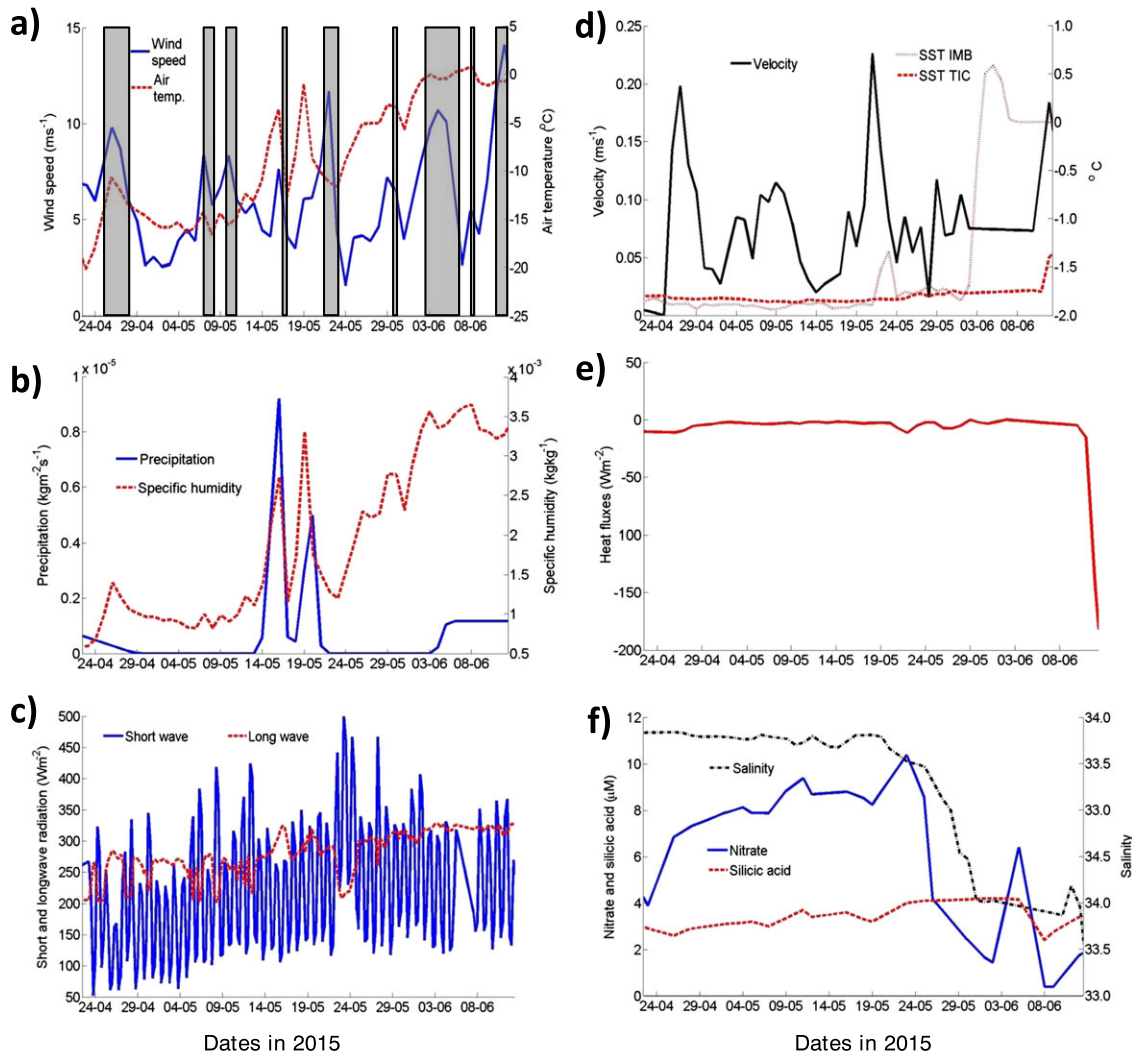 a)
15
10
5
0
Wind speed (ms-1)
Wind
speed
Air
temp.
5
0
-5
-10
-15
-20
-25
Air temperature (0C)
24-04 29-04 04-05 09-05 14-05 19-05 24-05 29-05 03-06 08-06
b)
1 x 10-5
0.8
0.6
0.4
0.2
0
Precipitation (kgm-2s-1)
Precipitation
Specific humidity
4 x 10-3
3.5
3
2.5
2
1.5
1
0.5
Specific humidity (kgkg-1)
24-04 29-04 04-05 09-05 14-05 19-05 24-05 29-05 03-06 08-06
c)
500
450
400
350
300
250
200
150
100
50
Short and longwave radiation (Wm-2)
Short wave
Long wave
24-04 29-04 04-05 09-05 14-05 19-05 24-05 29-05 03-06 08-06
Dates in 2015
d)
0.25
0.20
0.15
0.10
0.05
0
Velocity (ms-1)
Velocity
SST IMB
SST TIC
1.0
0.5
0
-0.5
-1.0
-1.5
-2.0
o C
24-04 29-04 04-05 09-05 14-05 19-05 24-05 29-05 03-06 08-06
e)
50
0
-50
100
-150
-200
Heat fluxes (Wm-2)
24-04 29-04 04-05 09-05 14-05 19-05 24-05 29-05 03-06 08-06
f)
12
10
8
6
4
2
0
Nitrate and silicic acid (μM)
Salinity
Nitrate
Silicic acid
34.0
33.5
33.0
34.5
34.0
33.5
33.0
Salinity
24-04 29-04 04-05 09-05 14-05 19-05 24-05 29-05 03-06 08-06
Dates in 2015